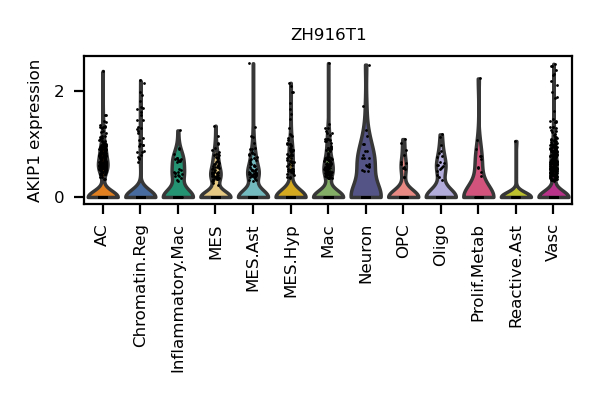 ZH916T1
AKIP1 expression
2
0
AC
Chromatin.Reg
Inflammatory.Mac
MES
MES.Ast
MES.Hyp
Mac
Neuron
OPC
Oligo
Prolif.Metab
Reactive.Ast
Vasc